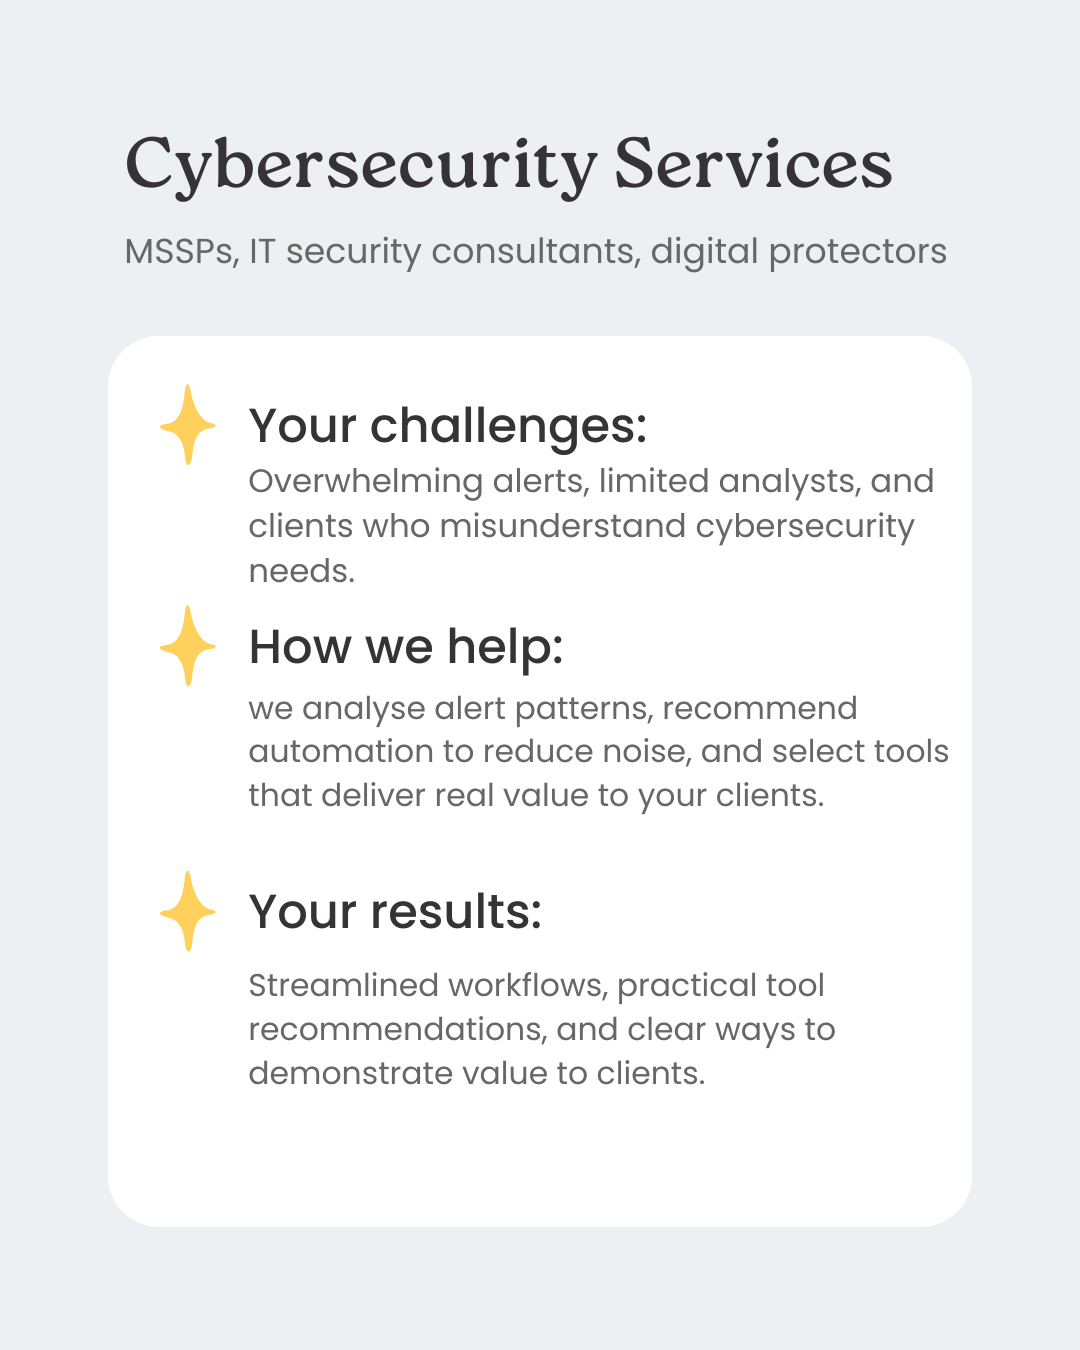 Cybersecurity Services
MSSPs, IT security consultants, digital protectors
Your challenges:
Overwhelming alerts, limited analysts, and
clients who misunderstand cybersecurity
needs.
How we help:
we analyse alert patterns, recommend
automation to reduce noise, and select tools
that deliver real value to your clients.
Your results:
Streamlined workflows, practical tool
recommendations, and clear ways to
demonstrate value to clients.